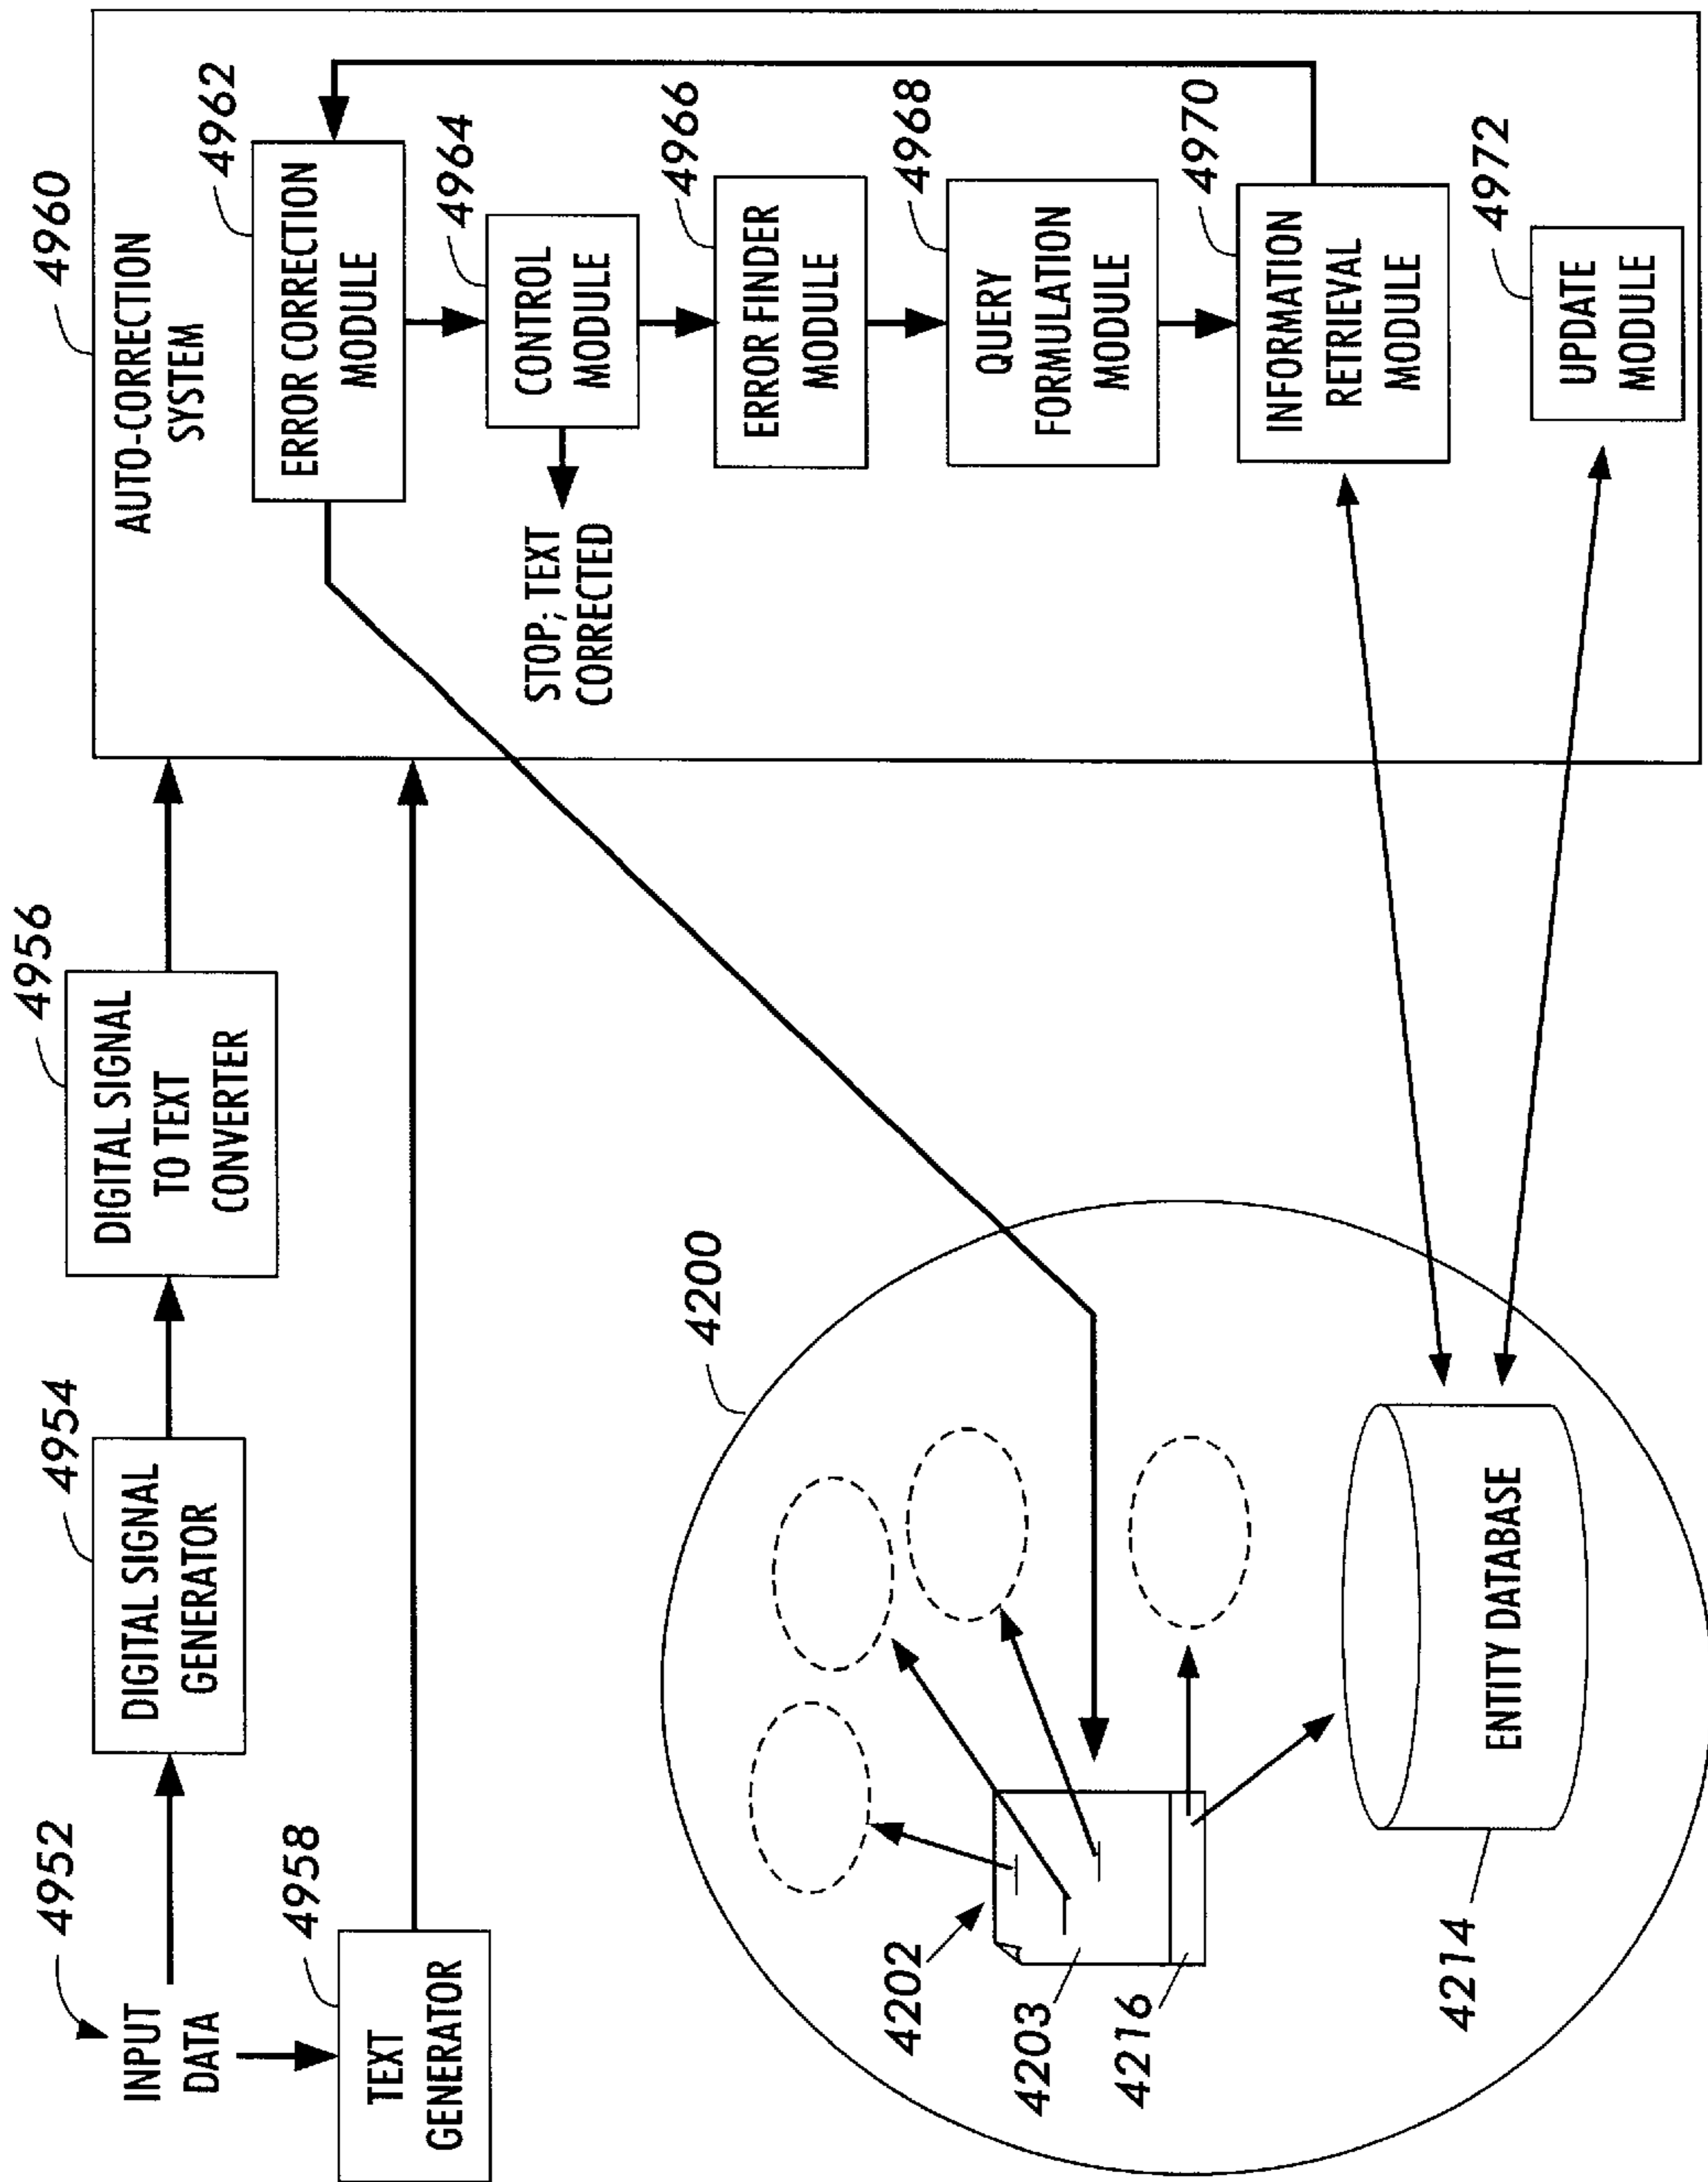 4952
INPUT
DATA
4954
DIGITAL SIGNAL
GENERATOR
4956
DIGITAL SIGNAL
TO TEXT
CONVERTER
4958
TEXT
GENERATOR
4960
AUTO-CORRECTION
SYSTEM
4962
ERROR CORRECTION
MODULE
4964
CONTROL
MODULE
STOP; TEXT
CORRECTED
4966
ERROR FINDER
MODULE
4968
QUERY
FORMULATION
MODULE
4970
INFORMATION
RETRIEVAL
MODULE
4972
UPDATE
MODULE
4200
4202
4203
4216
4214
ENTITY DATABASE